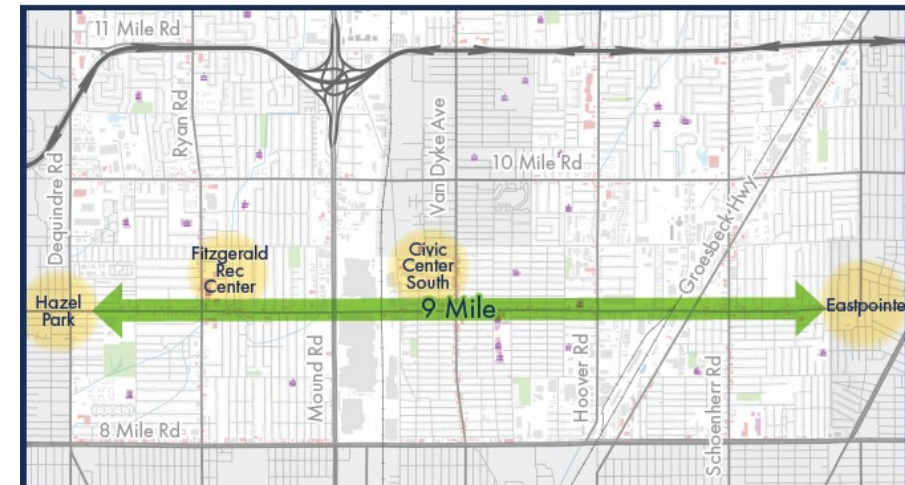 11 Mile Rd
Ryan Rd
Van Dyke Ave
10 Mile Rd
Dequindre Rd
Groesbeck Hwy
Fitzgerald
Rec
Center
Civic
Center
South
Hazel
Park
9 Mile
Eastpointe
Mound Rd
Hoover Rd
Schoenherr Rd
8 Mile Rd